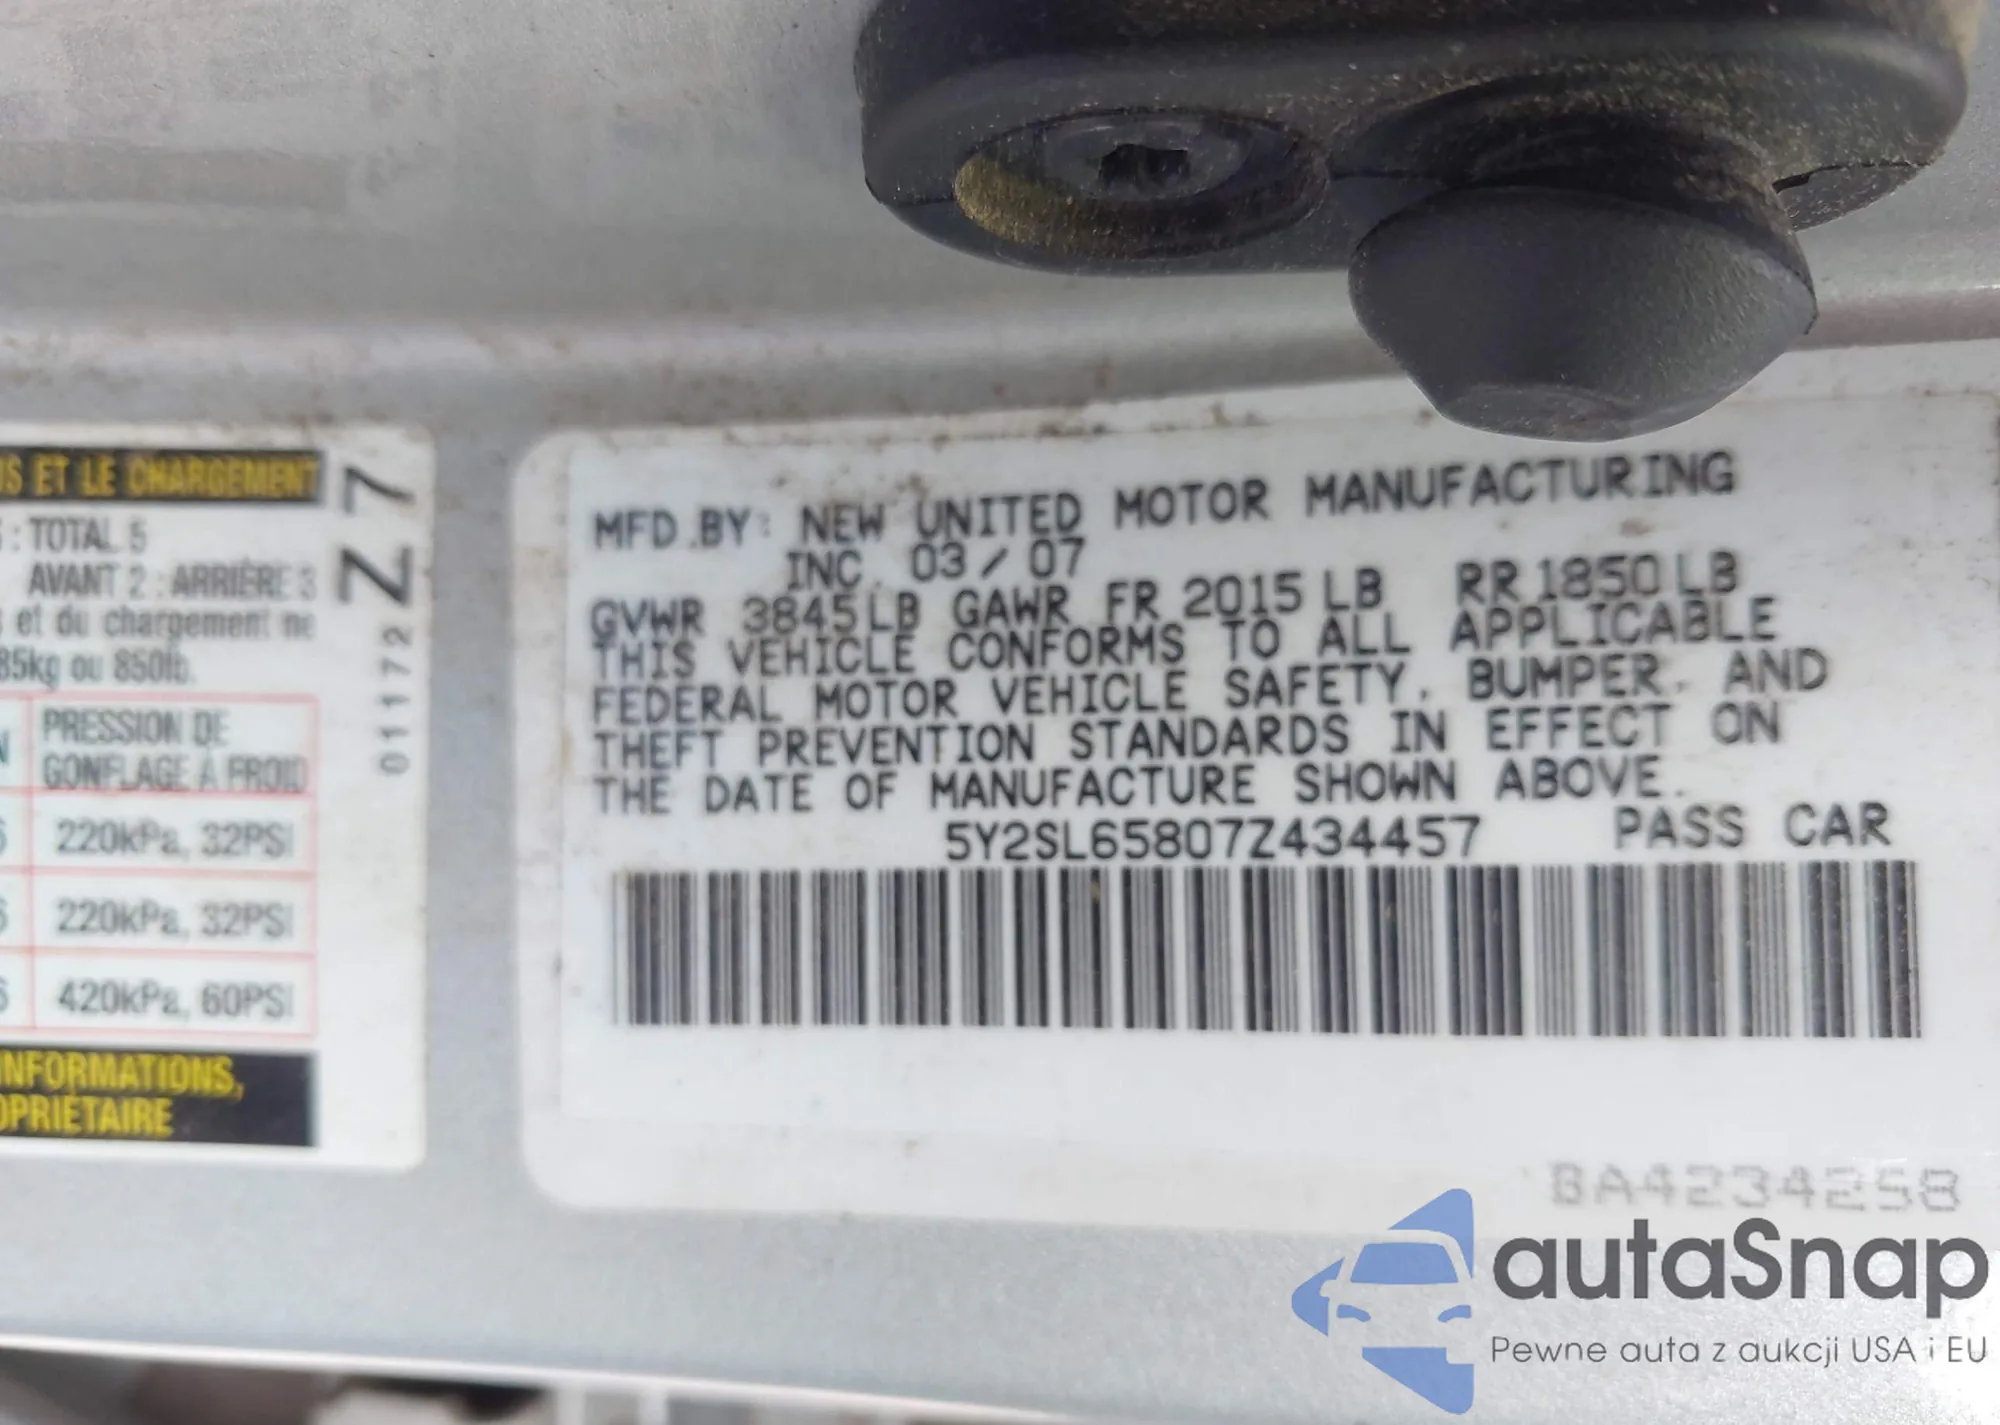 ET LE CHARGEMENT
: TOTAL 5
AVANT 2 : ARRIÈRE 3
et du chargement ne
85kg ou 850lb.
PRESSION DE
GONFLAGE À FROID
220kPa, 32PSI
220kPa, 32PSI
420kPa, 60PSI
INFORMATIONS,
Z7
01172
MFD.BY: NEW UNITED MOTOR MANUFACTURING
INC. 03/07
GVWR 3845LB GAWR FR 2015LB RR 1850LB
THIS VEHICLE CONFORMS TO ALL APPLICABLE
FEDERAL MOTOR VEHICLE SAFETY, BUMPER, AND
THEFT PREVENTION STANDARDS IN EFFECT ON
THE DATE OF MANUFACTURE SHOWN ABOVE.
5Y2SL65807Z434457 PASS CAR
BA4234258
autaSnap
Pewne auta z aukcji USA i EU